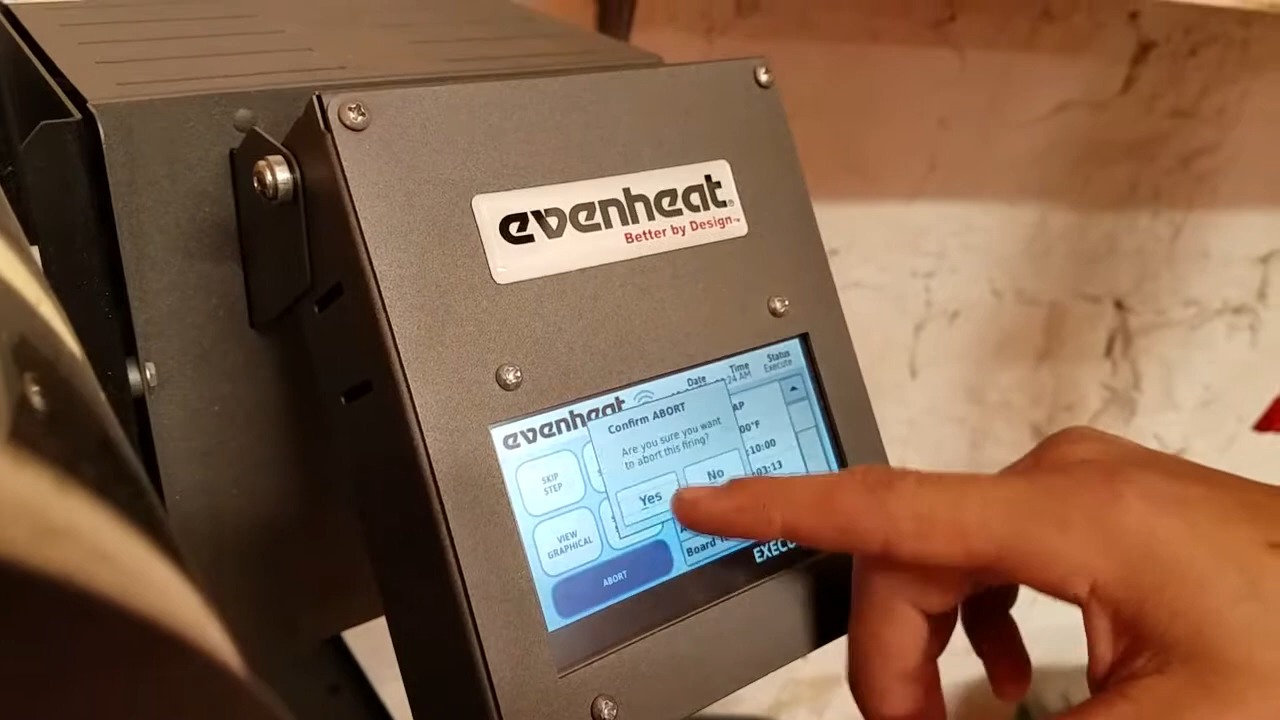 evenheat®
Better by Design™
evenheat
Date
Time
Status
24 AM
Execute
Confirm ABORT
Are you sure you want
to abort this firing?
Yes
No
SKIP
STEP
VIEW
GRAPHICAL
ABORT
AP
00°F
:10:00
:03:13
Board